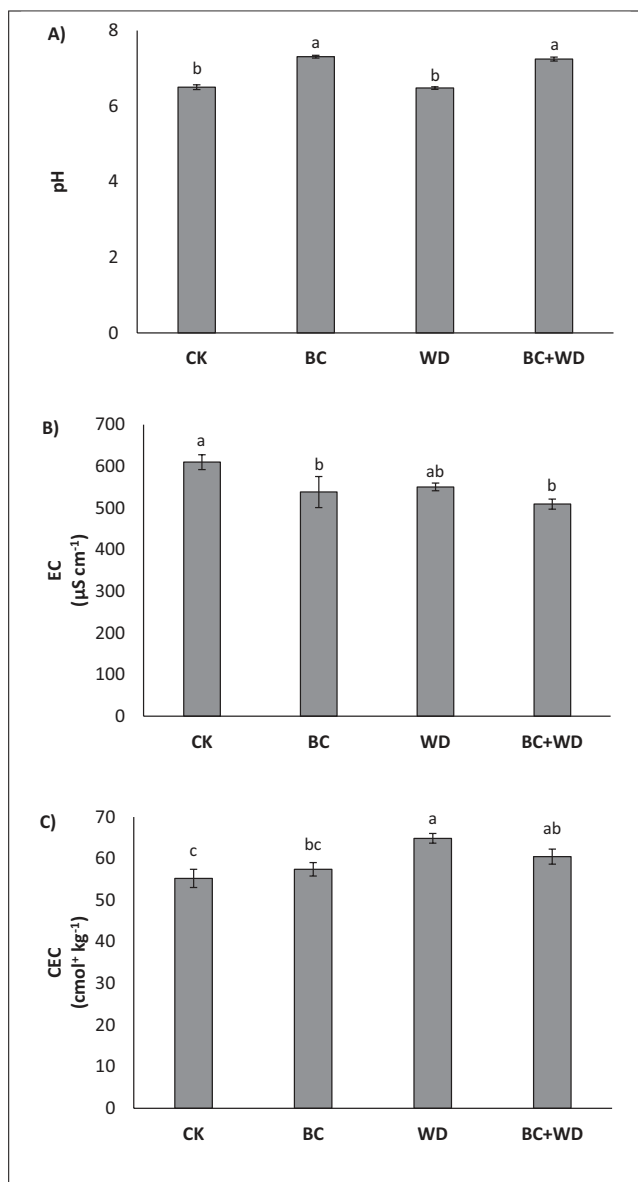 A)
pH
8
6
4
2
0
b
a
b
a
CK BC WD BC+WD
B)
EC
(µS cm⁻¹)
700
600
500
400
300
200
100
0
a
b
ab
b
CK BC WD BC+WD
C)
CEC
(cmol⁺ kg⁻¹)
70
60
50
40
30
20
10
0
c
bc
a
ab
CK BC WD BC+WD